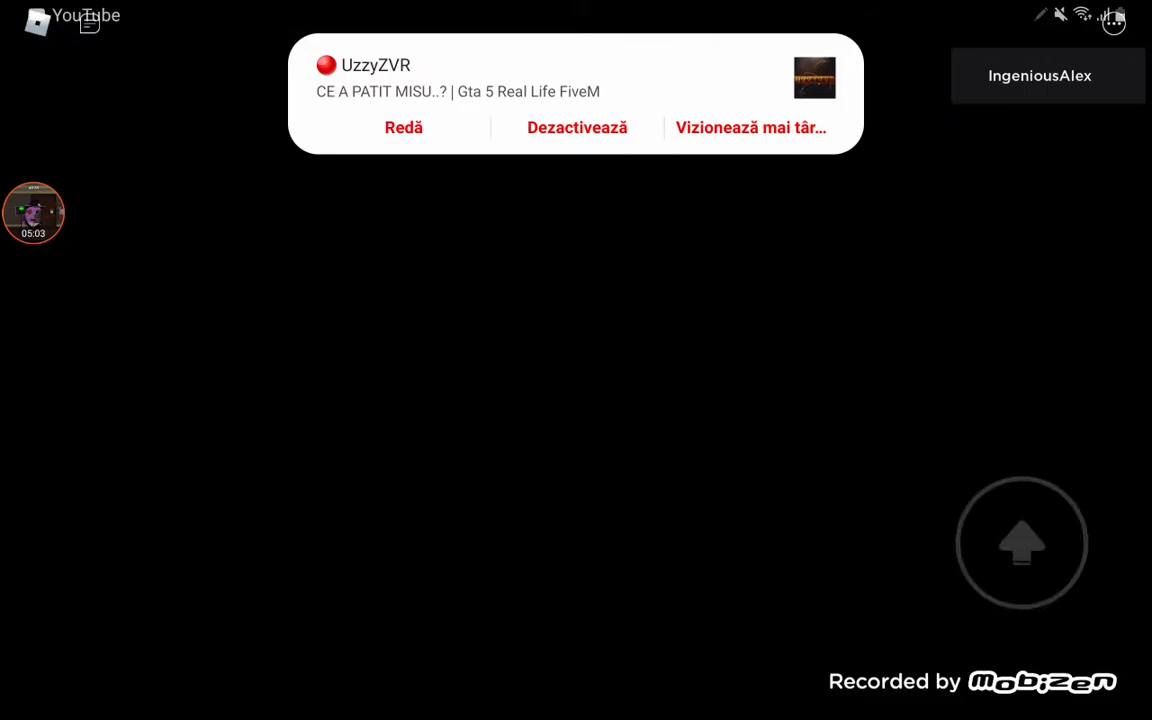 YouTube
UzzyZVR
CE A PATIT MISU..? | Gta 5 Real Life FiveM
Redă
Dezactivează
Vizionează mai târ...
IngeniousAlex
05:03
Recorded by mobizen